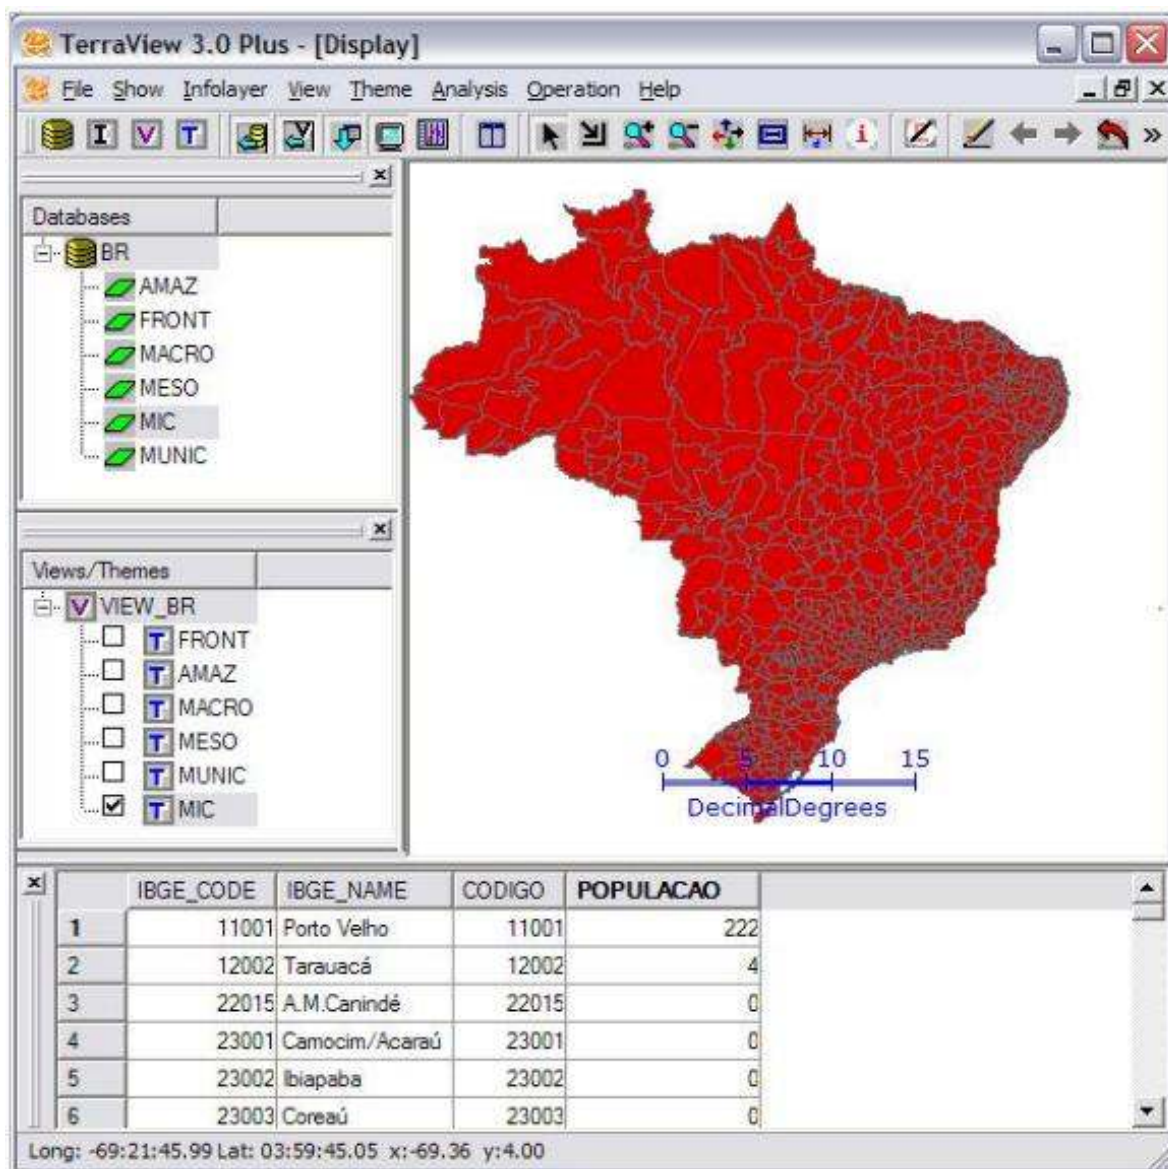 TerraView 3.0 Plus - [Display]
File Show Infolayer View Theme Analysis Operation Help
I V T
Databases
BR
AMAZ
FRONT
MACRO
MESO
MIC
MUNIC
Views/Themes
V VIEW_BR
T FRONT
T AMAZ
T MACRO
T MESO
T MUNIC
T MIC
0 5 10 15
DecimalDegrees
IBGE_CODE IBGE_NAME CODIGO POPULACAO
1 11001 Porto Velho 11001 222
2 12002 Tarauacá 12002 4
3 22015 A.M.Canindé 22015 0
4 23001 Camocim/Acaraú 23001 0
5 23002 Ibiapaba 23002 0
6 23003 Coreaú 23003 0
Long: -69:21:45.99 Lat: 03:59:45.05 x:-69.36 y:4.00